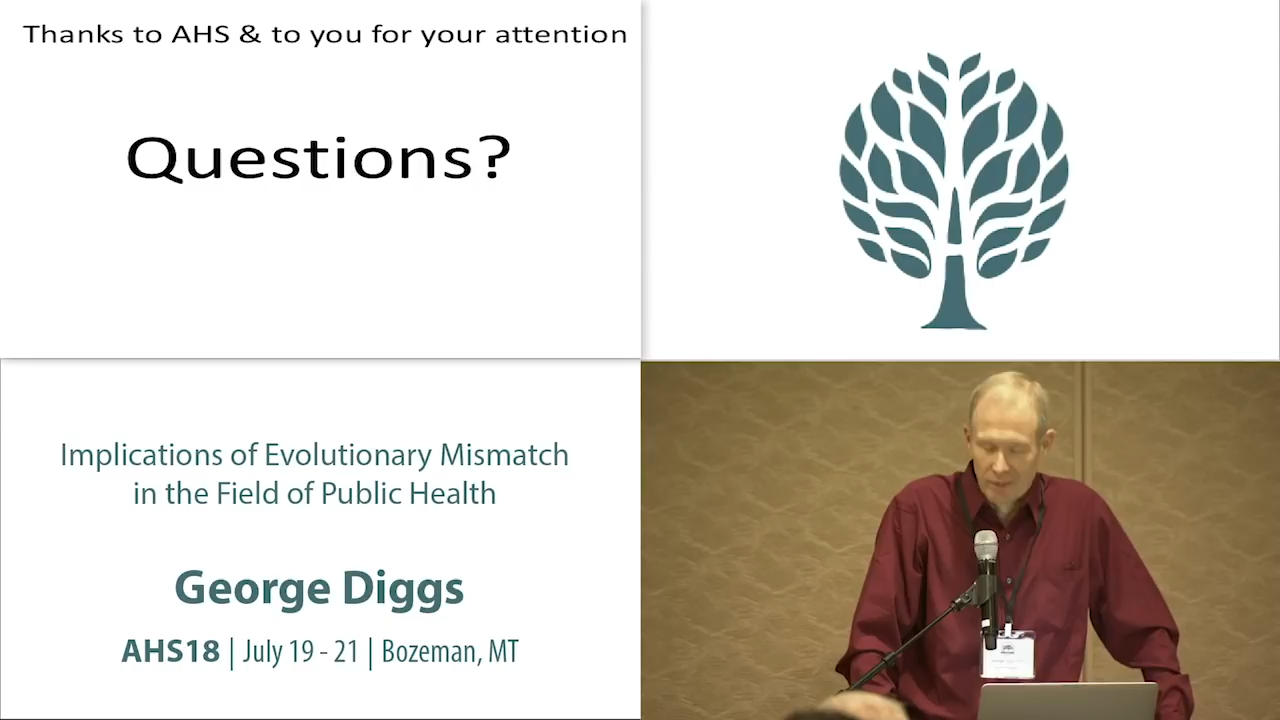 Thanks to AHS & to you for your attention
Questions?
Implications of Evolutionary Mismatch
in the Field of Public Health
George Diggs
AHS18 | July 19 - 21 | Bozeman, MT